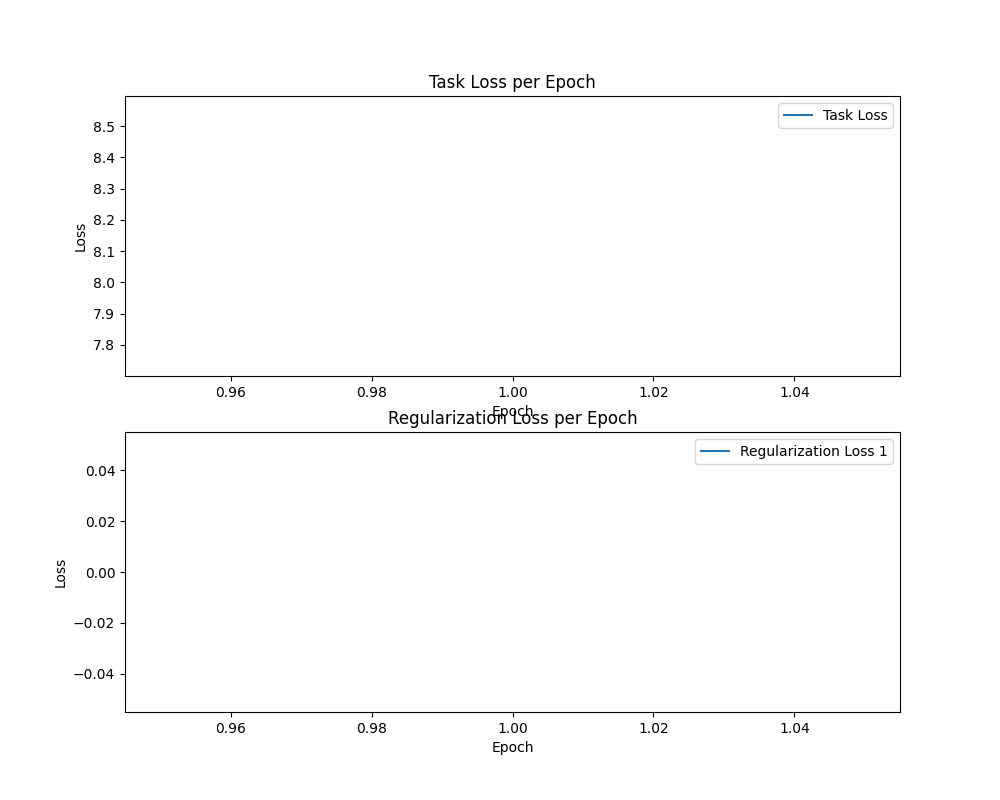 Task Loss per Epoch
Task Loss
8.5
8.4
8.3
8.2
8.1
8.0
7.9
7.8
Loss
0.96 0.98 1.00 1.02 1.04
Epoch
Regularization Loss per Epoch
Regularization Loss 1
0.04
0.02
0.00
−0.02
−0.04
Loss
0.96 0.98 1.00 1.02 1.04
Epoch